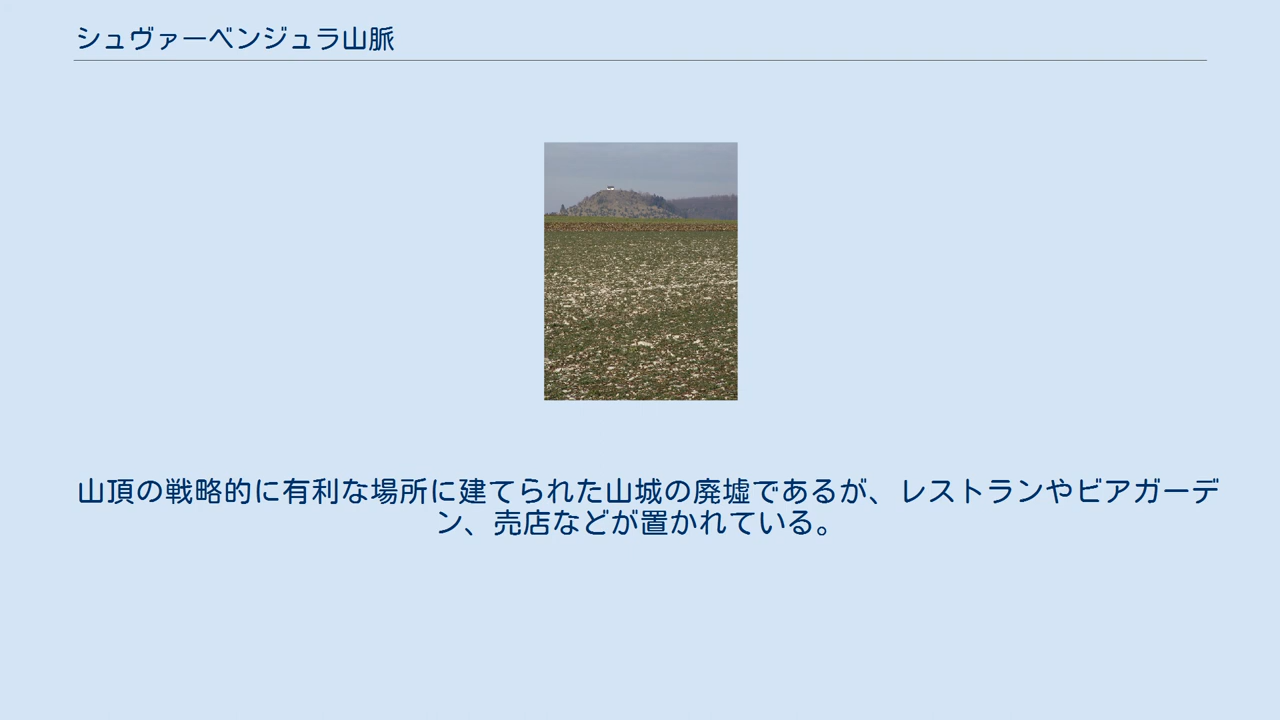 シュヴァーベンジュラ山脈
山頂の戦略的に有利な場所に建てられた山城の廃墟であるが、レストランやビアガーデ
ン、売店などが置かれている。